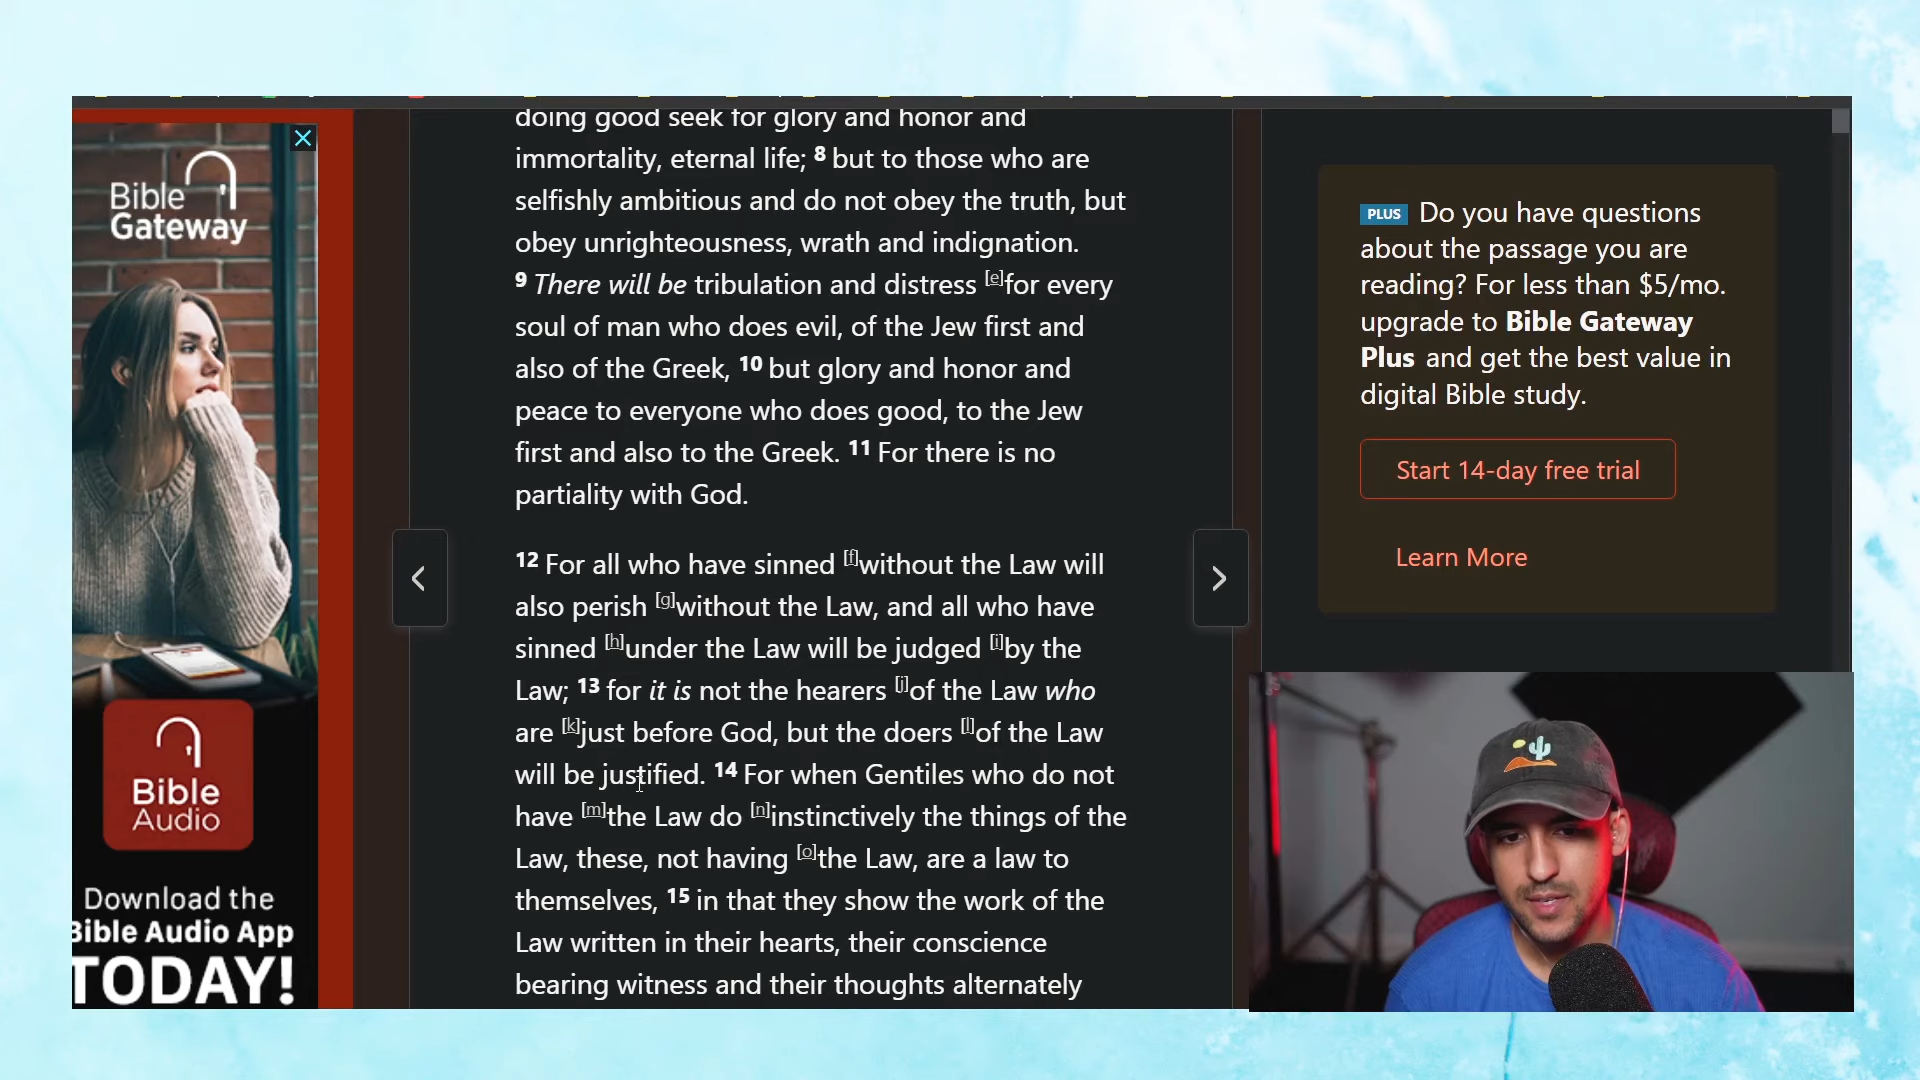 Bible
Gateway
Bible
Audio
Download the
Bible Audio App
TODAY!
doing good seek for glory and honor and
immortality, eternal life; 8 but to those who are
selfishly ambitious and do not obey the truth, but
obey unrighteousness, wrath and indignation.
9 There will be tribulation and distress [e]for every
soul of man who does evil, of the Jew first and
also of the Greek, 10 but glory and honor and
peace to everyone who does good, to the Jew
first and also to the Greek. 11 For there is no
partiality with God.
12 For all who have sinned [f]without the Law will
also perish [g]without the Law, and all who have
sinned [h]under the Law will be judged [i]by the
Law; 13 for it is not the hearers [j]of the Law who
are [k]just before God, but the doers [l]of the Law
will be justified. 14 For when Gentiles who do not
have [m]the Law do [n]instinctively the things of the
Law, these, not having [o]the Law, are a law to
themselves, 15 in that they show the work of the
Law written in their hearts, their conscience
bearing witness and their thoughts alternately
PLUS Do you have questions
about the passage you are
reading? For less than $5/mo.
upgrade to Bible Gateway
Plus and get the best value in
digital Bible study.
Start 14-day free trial
Learn More